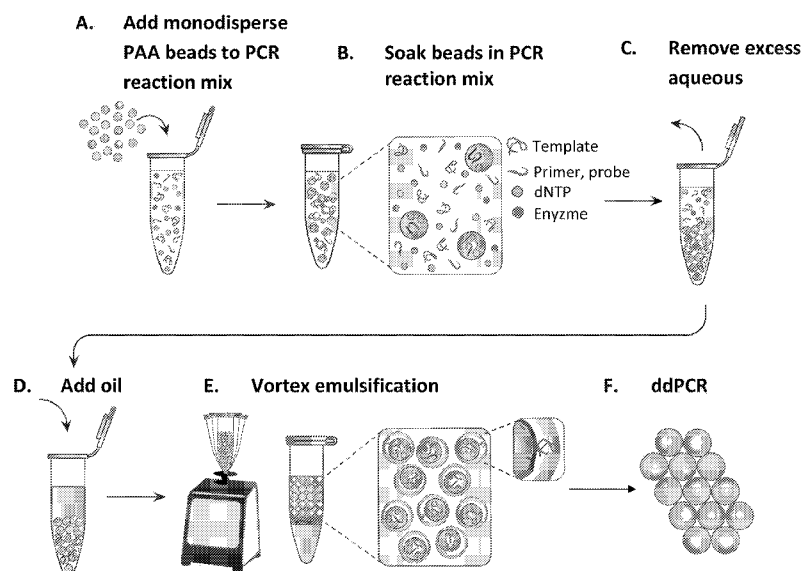 A. Add monodisperse
PAA beads to PCR
reaction mix
B. Soak beads in PCR
reaction mix
C. Remove excess
aqueous
Template
Primer, probe
dNTP
Enyzme
D. Add oil
E. Vortex emulsification
F. ddPCR